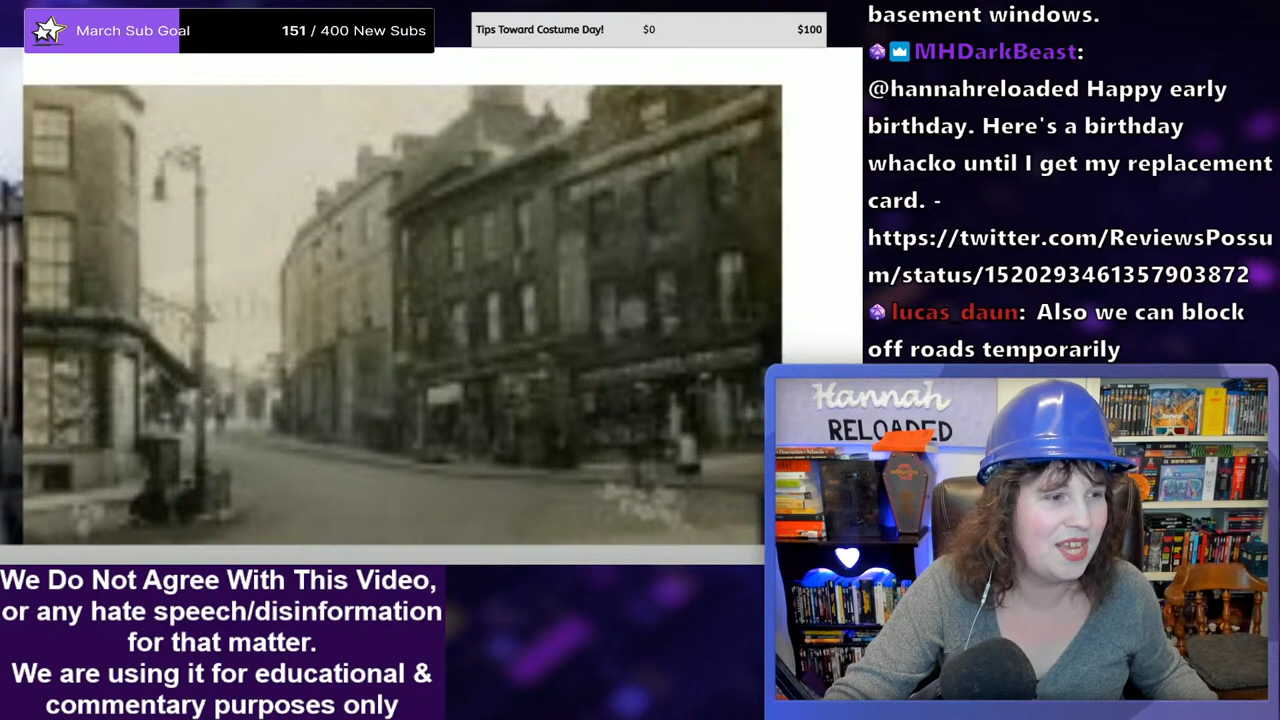 March Sub Goal
151 / 400 New Subs
Tips Toward Costume Day!
$0
$100
basement windows.
MHDarkBeast:
@hannahreloaded Happy early
birthday. Here's a birthday
whacko until I get my replacement
card. -
https://twitter.com/ReviewsPossu
m/status/1520293461357903872
lucas_daun: Also we can block
off roads temporarily
Hannah
RELOADED
We Do Not Agree With This Video,
or any hate speech/disinformation
for that matter.
We are using it for educational &
commentary purposes only